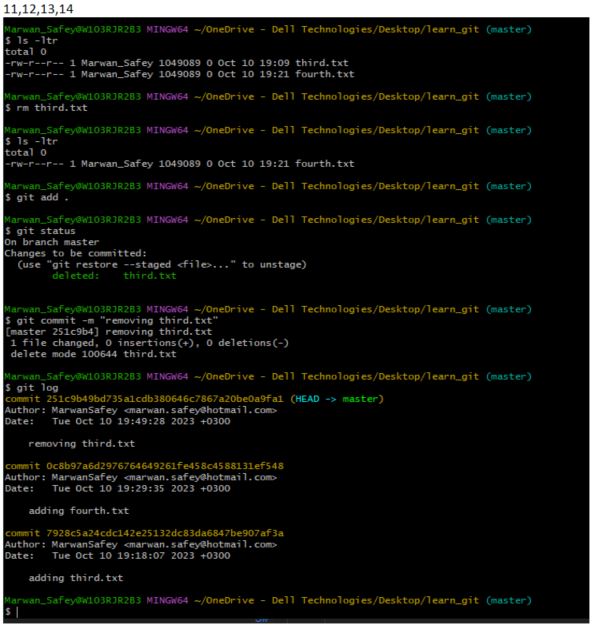 11,12,13,14
Marwan_Safey@W1O3RJR2B3 MINGW64 ~/OneDrive - Dell Technologies/Desktop/learn_git (master)
$ ls -ltr
total 0
-rw-r--r-- 1 Marwan_Safey 1049089 0 Oct 10 19:09 third.txt
-rw-r--r-- 1 Marwan_Safey 1049089 0 Oct 10 19:21 fourth.txt
Marwan_Safey@W1O3RJR2B3 MINGW64 ~/OneDrive - Dell Technologies/Desktop/learn_git (master)
$ rm third.txt
Marwan_Safey@W1O3RJR2B3 MINGW64 ~/OneDrive - Dell Technologies/Desktop/learn_git (master)
$ ls -ltr
total 0
-rw-r--r-- 1 Marwan_Safey 1049089 0 Oct 10 19:21 fourth.txt
Marwan_Safey@W1O3RJR2B3 MINGW64 ~/OneDrive - Dell Technologies/Desktop/learn_git (master)
$ git add .
Marwan_Safey@W1O3RJR2B3 MINGW64 ~/OneDrive - Dell Technologies/Desktop/learn_git (master)
$ git status
On branch master
Changes to be committed:
(use "git restore --staged <file>..." to unstage)
deleted: third.txt
Marwan_Safey@W1O3RJR2B3 MINGW64 ~/OneDrive - Dell Technologies/Desktop/learn_git (master)
$ git commit -m "removing third.txt"
[master 251c9b4] removing third.txt
1 file changed, 0 insertions(+), 0 deletions(-)
delete mode 100644 third.txt
Marwan_Safey@W1O3RJR2B3 MINGW64 ~/OneDrive - Dell Technologies/Desktop/learn_git (master)
$ git log
commit 251c9b49bd735a1cdb380646c7867a20be0a9fa1 (HEAD -> master)
Author: MarwanSafey <marwan.safey@hotmail.com>
Date: Tue Oct 10 19:49:28 2023 +0300
removing third.txt
commit 0c8b97a6d2976764649261fe458c4588131ef548
Author: MarwanSafey <marwan.safey@hotmail.com>
Date: Tue Oct 10 19:29:35 2023 +0300
adding fourth.txt
commit 7928c5a24cdc142e25132dc83da6847be907af3a
Author: MarwanSafey <marwan.safey@hotmail.com>
Date: Tue Oct 10 19:18:07 2023 +0300
adding third.txt
Marwan_Safey@W1O3RJR2B3 MINGW64 ~/OneDrive - Dell Technologies/Desktop/learn_git (master)
$